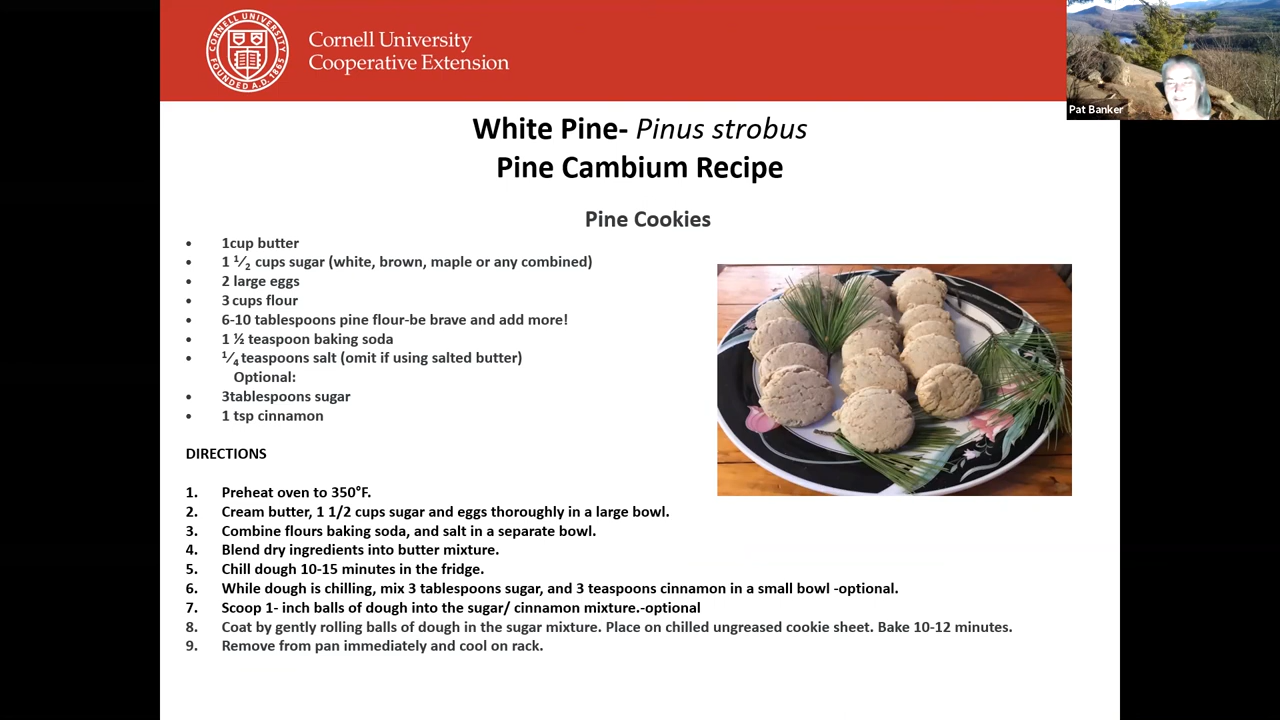 CORNELL UNIVERSITY
FOUNDED A.D. 1865
Cornell University
Cooperative Extension
Pat Banker
White Pine- Pinus strobus
Pine Cambium Recipe
Pine Cookies
• 1cup butter
• 1 1⁄2 cups sugar (white, brown, maple or any combined)
• 2 large eggs
• 3 cups flour
• 6-10 tablespoons pine flour-be brave and add more!
• 1 ½ teaspoon baking soda
• 1⁄4 teaspoons salt (omit if using salted butter)
Optional:
• 3tablespoons sugar
• 1 tsp cinnamon
DIRECTIONS
1. Preheat oven to 350°F.
2. Cream butter, 1 1/2 cups sugar and eggs thoroughly in a large bowl.
3. Combine flours baking soda, and salt in a separate bowl.
4. Blend dry ingredients into butter mixture.
5. Chill dough 10-15 minutes in the fridge.
6. While dough is chilling, mix 3 tablespoons sugar, and 3 teaspoons cinnamon in a small bowl -optional.
7. Scoop 1- inch balls of dough into the sugar/ cinnamon mixture.-optional
8. Coat by gently rolling balls of dough in the sugar mixture. Place on chilled ungreased cookie sheet. Bake 10-12 minutes.
9. Remove from pan immediately and cool on rack.